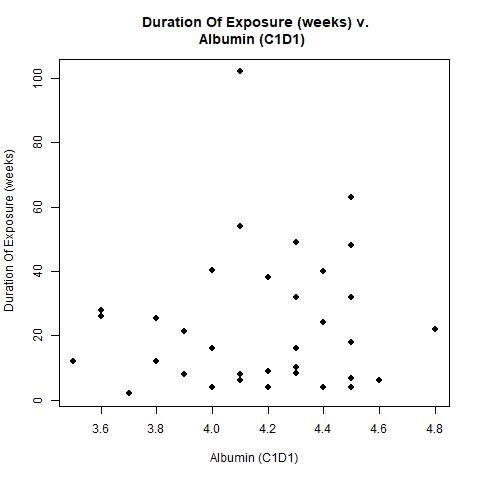 Duration Of Exposure (weeks) v.
Albumin (C1D1)
Duration Of Exposure (weeks)
100
80
60
40
20
0
3.6 3.8 4.0 4.2 4.4 4.6 4.8
Albumin (C1D1)